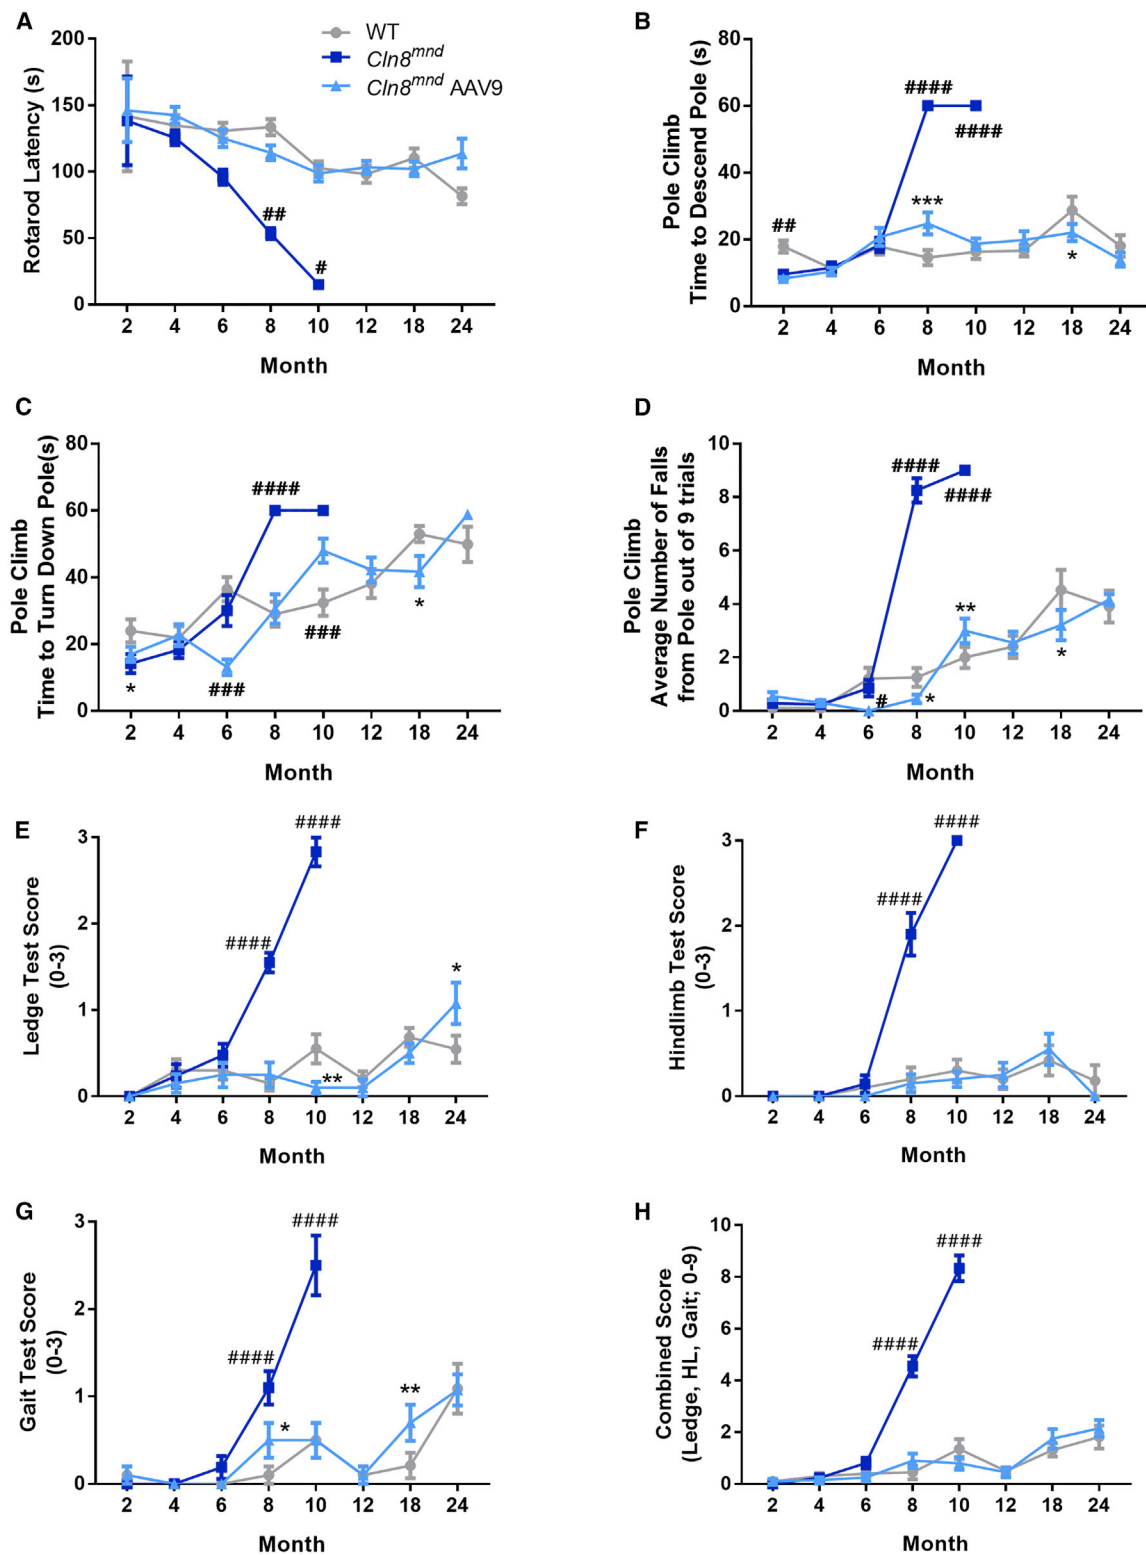 A
WT
Cln8mnd
Cln8mnd AAV9
Rotarod Latency (s)
200
150
100
50
0
##
#
2 4 6 8 10 12 18 24
Month
B
Pole Climb
Time to Descend Pole (s)
80
60
40
20
0
##
####
####
***
*
2 4 6 8 10 12 18 24
Month
C
Pole Climb
Time to Turn Down Pole(s)
80
60
40
20
0
*
###
####
###
*
2 4 6 8 10 12 18 24
Month
D
Pole Climb
Average Number of Falls
from Pole out of 9 trials
10
8
6
4
2
0
####
####
#
*
**
*
2 4 6 8 10 12 18 24
Month
E
Ledge Test Score
(0-3)
3
2
1
0
####
####
**
*
2 4 6 8 10 12 18 24
Month
F
Hindlimb Test Score
(0-3)
3
2
1
0
####
####
2 4 6 8 10 12 18 24
Month
G
Gait Test Score
(0-3)
3
2
1
0
####
####
*
**
2 4 6 8 10 12 18 24
Month
H
Combined Score
(Ledge, HL, Gait; 0-9)
10
8
6
4
2
0
####
####
2 4 6 8 10 12 18 24
Month